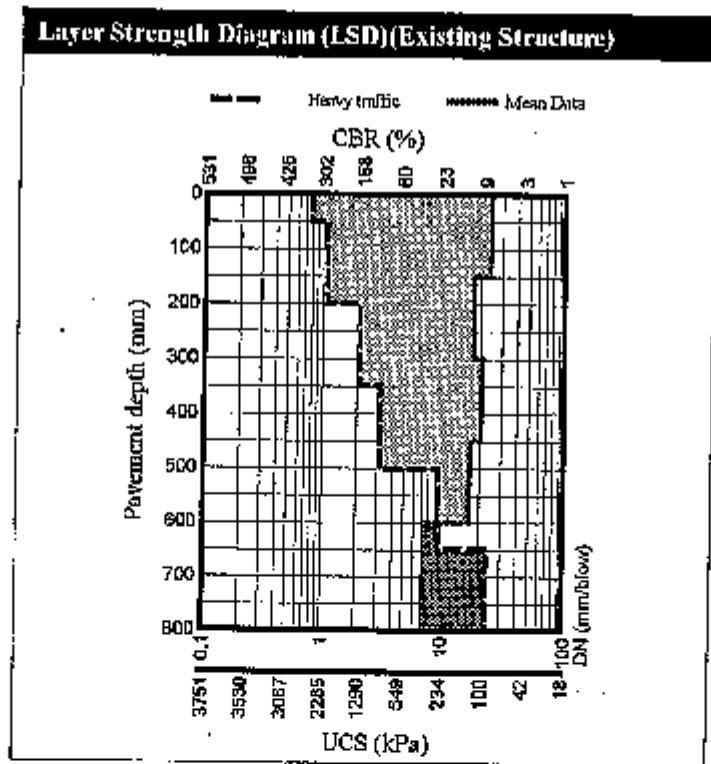 Layer Strength Diagram (LSD)(Existing Structure)
Heavy traffic Mean Data
CBR (%)
531 496 426 302 168 60 23 9 3 1
Pavement depth (mm)
0
100
200
300
400
500
600
700
800
0.1 1 10 100
DN (mm/blow)
3751 3530 3067 2285 1290 549 234 100 42 18
UCS (kPa)